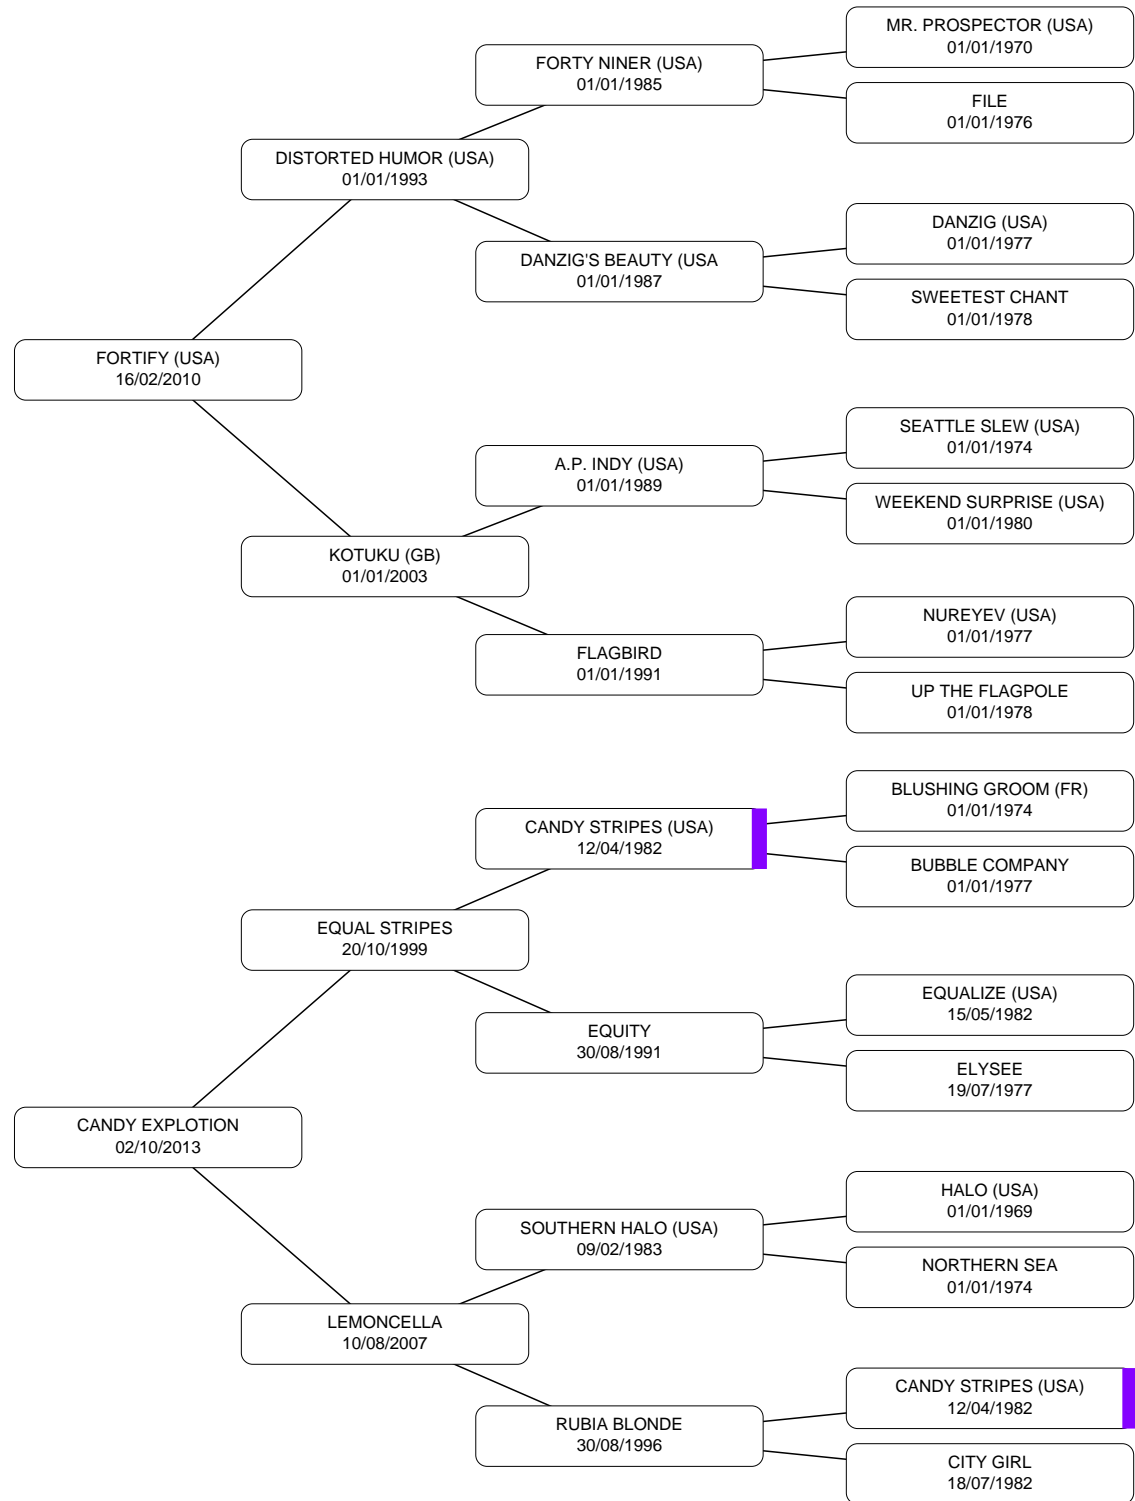 MR. PROSPECTOR (USA)
01/01/1970
FORTY NINER (USA)
01/01/1985
FILE
01/01/1976
DISTORTED HUMOR (USA)
01/01/1993
DANZIG (USA)
01/01/1977
DANZIG'S BEAUTY (USA
01/01/1987
SWEETEST CHANT
01/01/1978
FORTIFY (USA)
16/02/2010
SEATTLE SLEW (USA)
01/01/1974
A.P. INDY (USA)
01/01/1989
WEEKEND SURPRISE (USA)
01/01/1980
KOTUKU (GB)
01/01/2003
NUREYEV (USA)
01/01/1977
FLAGBIRD
01/01/1991
UP THE FLAGPOLE
01/01/1978
BLUSHING GROOM (FR)
01/01/1974
CANDY STRIPES (USA)
12/04/1982
BUBBLE COMPANY
01/01/1977
EQUAL STRIPES
20/10/1999
EQUALIZE (USA)
15/05/1982
EQUITY
30/08/1991
ELYSEE
19/07/1977
CANDY EXPLOTION
02/10/2013
HALO (USA)
01/01/1969
SOUTHERN HALO (USA)
09/02/1983
NORTHERN SEA
01/01/1974
LEMONCELLA
10/08/2007
CANDY STRIPES (USA)
12/04/1982
RUBIA BLONDE
30/08/1996
CITY GIRL
18/07/1982